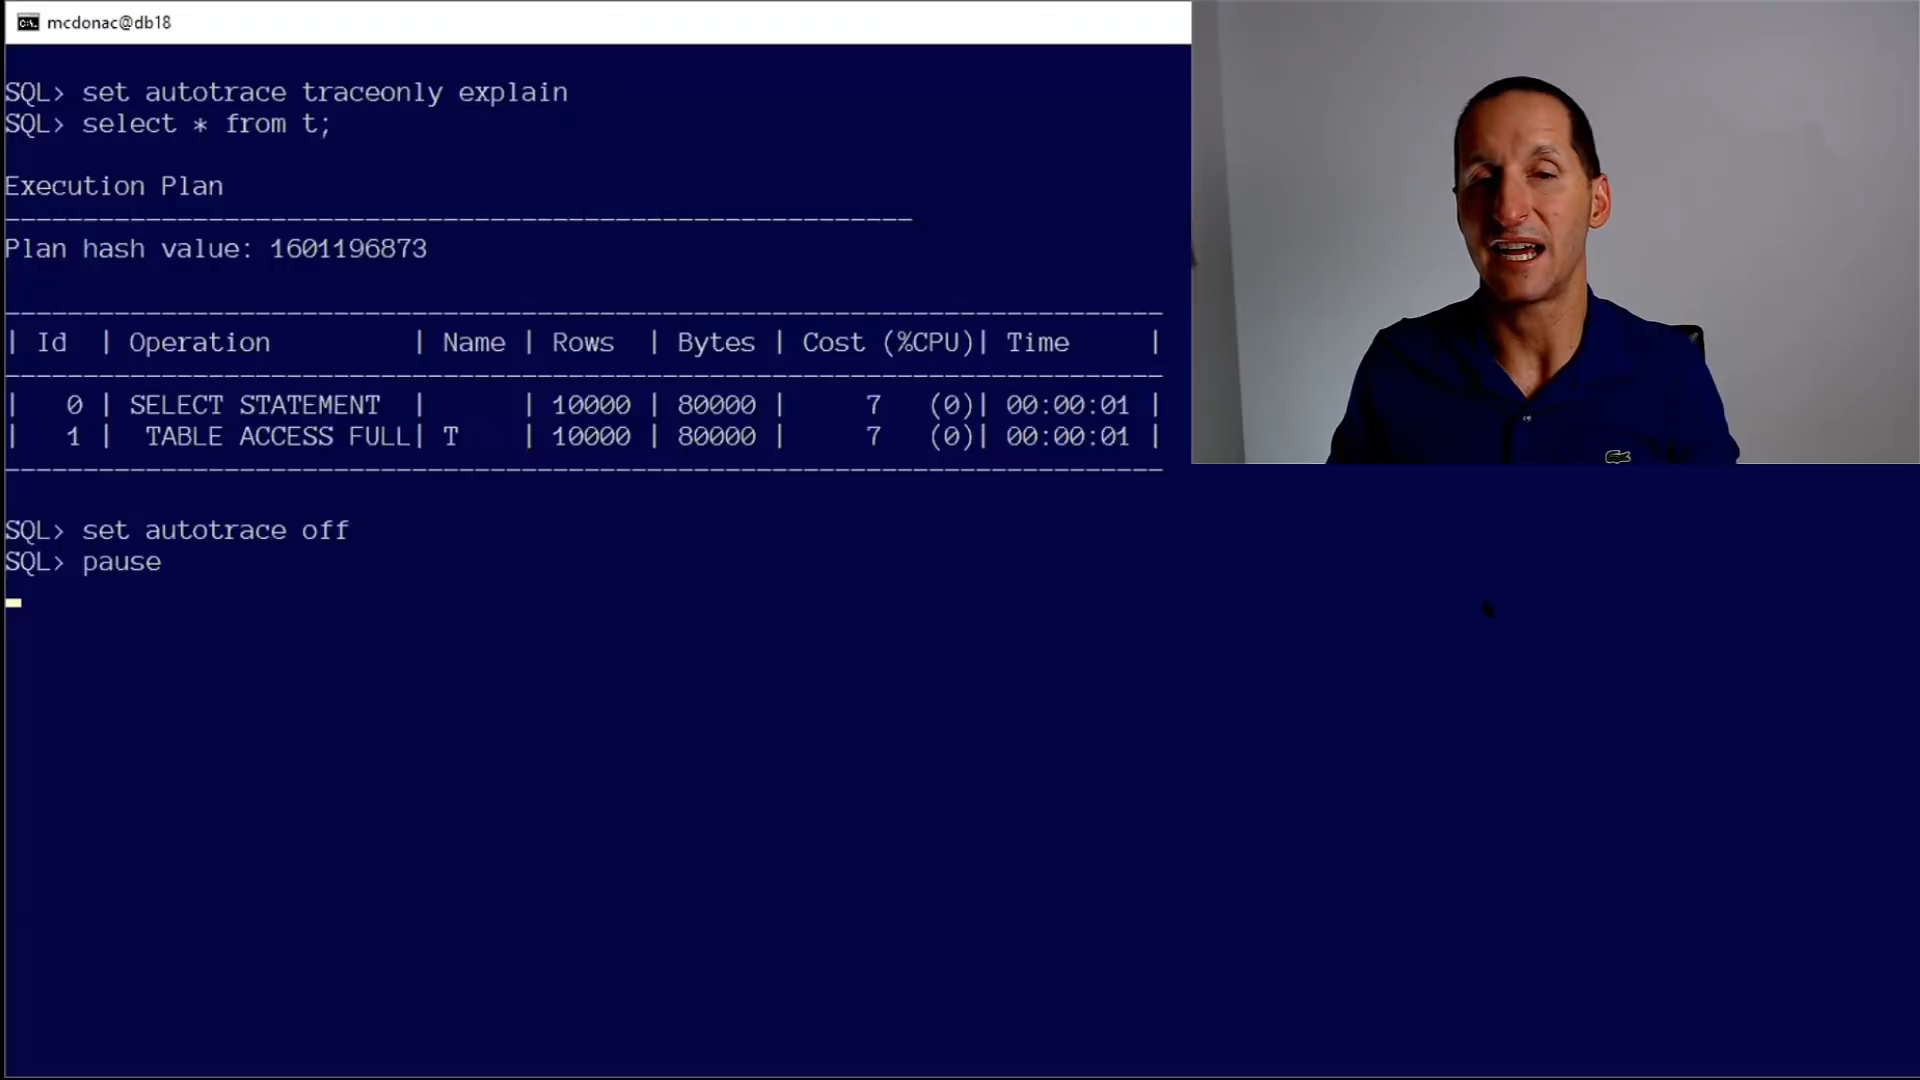 mcdonac@db18
SQL> set autotrace traceonly explain
SQL> select * from t;
Execution Plan
----------------------------------------------------------
Plan hash value: 1601196873
--------------------------------------------------------------------------
| Id  | Operation         | Name | Rows  | Bytes | Cost (%CPU)| Time     |
--------------------------------------------------------------------------
|   0 | SELECT STATEMENT  |      | 10000 | 80000 |     7   (0)| 00:00:01 |
|   1 |  TABLE ACCESS FULL| T    | 10000 | 80000 |     7   (0)| 00:00:01 |
--------------------------------------------------------------------------
SQL> set autotrace off
SQL> pause